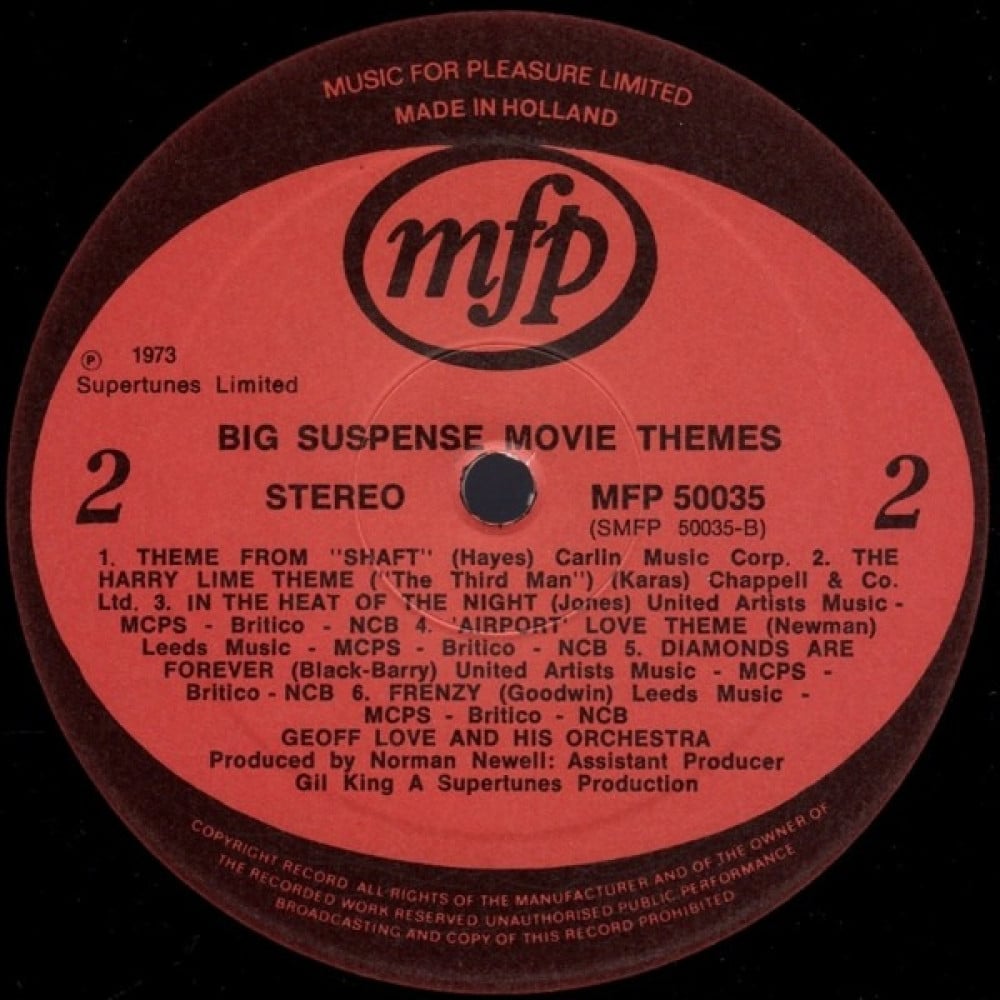 MUSIC FOR PLEASURE LIMITED
MADE IN HOLLAND
mfp
℗ 1973
Supertunes Limited
BIG SUSPENSE MOVIE THEMES
2 2
STEREO MFP 50035
(SMFP 50035-B)
1. THEME FROM "SHAFT" (Hayes) Carlin Music Corp. 2. THE
HARRY LIME THEME ("The Third Man") (Karas) Chappell & Co.
Ltd. 3. IN THE HEAT OF THE NIGHT (Jones) United Artists Music -
MCPS - Britico - NCB 4. 'AIRPORT' LOVE THEME (Newman)
Leeds Music - MCPS - Britico - NCB 5. DIAMONDS ARE
FOREVER (Black-Barry) United Artists Music - MCPS -
Britico - NCB 6. FRENZY (Goodwin) Leeds Music -
MCPS - Britico - NCB
GEOFF LOVE AND HIS ORCHESTRA
Produced by Norman Newell: Assistant Producer
Gil King A Supertunes Production
COPYRIGHT RECORD ALL RIGHTS OF THE MANUFACTURER AND OF THE OWNER OF
THE RECORDED WORK RESERVED UNAUTHORISED PUBLIC PERFORMANCE
BROADCASTING AND COPY OF THIS RECORD PROHIBITED